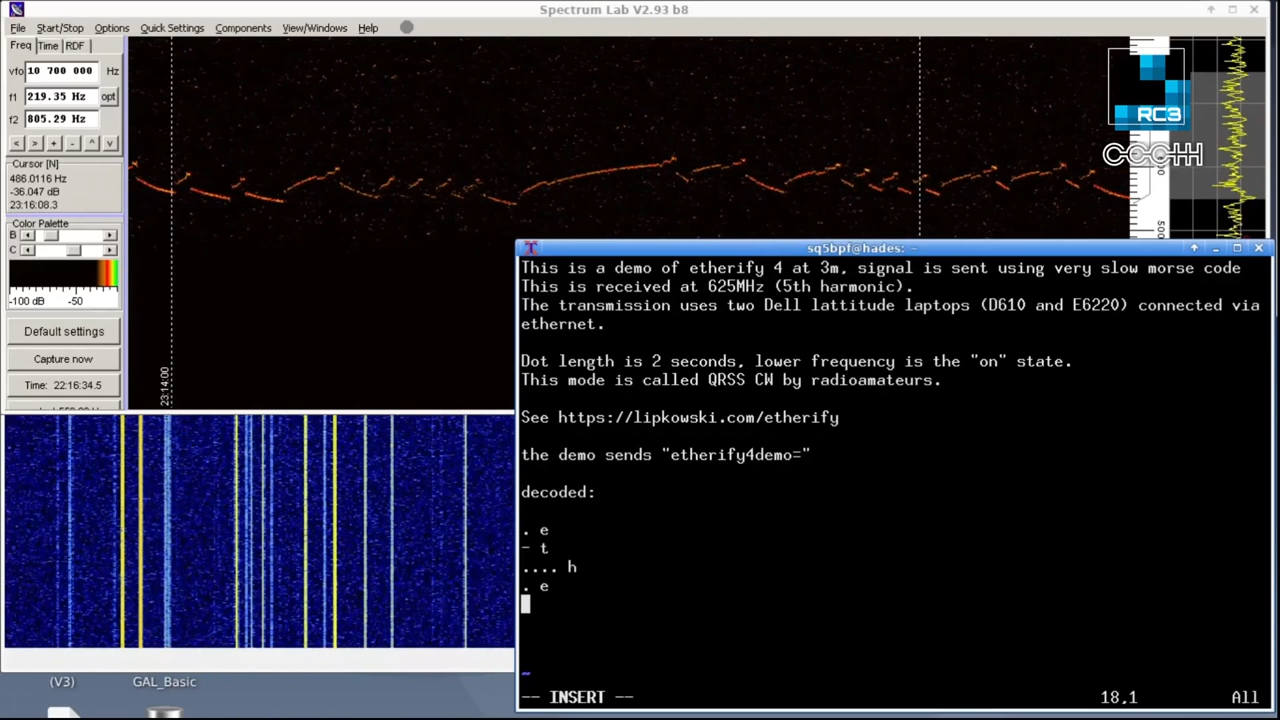 Spectrum Lab V2.93 b8
File Start/Stop Options Quick Settings Components View/Windows Help
Freq Time RDF
vfo 10 700 000 Hz
f1 219.35 Hz opt
f2 805.29 Hz
< > + - ^ v
Cursor [N]
486.0116 Hz
-36.047 dB
23:16:08.3
Color Palette
B
C
-100 dB -50
Default settings
Capture now
Time: 22:16:34.5
23:14:00
RC3
CCCHH
sq5bpf@hades: ~
This is a demo of etherify 4 at 3m, signal is sent using very slow morse code
This is received at 625MHz (5th harmonic).
The transmission uses two Dell lattitude laptops (D610 and E6220) connected via
ethernet.
Dot length is 2 seconds, lower frequency is the "on" state.
This mode is called QRSS CW by radioamateurs.
See https://lipkowski.com/etherify
the demo sends "etherify4demo="
decoded:
. e
- t
.... h
. e
~
-- INSERT -- 18,1 All
(V3) GAL_Basic